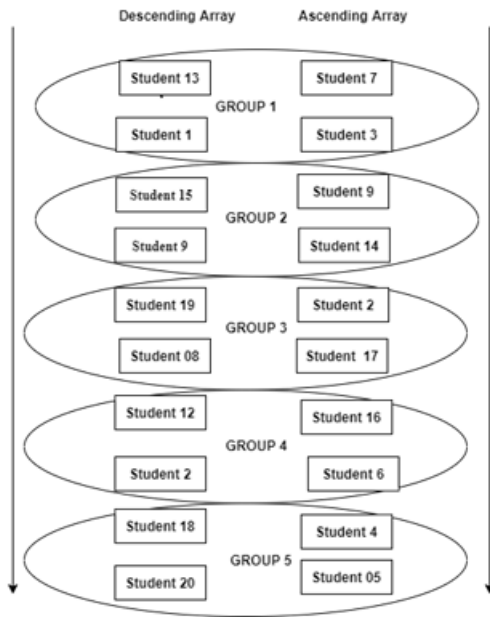 Descending Array Ascending Array
Student 13 Student 7
GROUP 1
Student 1 Student 3
Student 15 Student 9
GROUP 2
Student 9 Student 14
Student 19 Student 2
GROUP 3
Student 08 Student 17
Student 12 Student 16
GROUP 4
Student 2 Student 6
Student 18 Student 4
GROUP 5
Student 20 Student 05